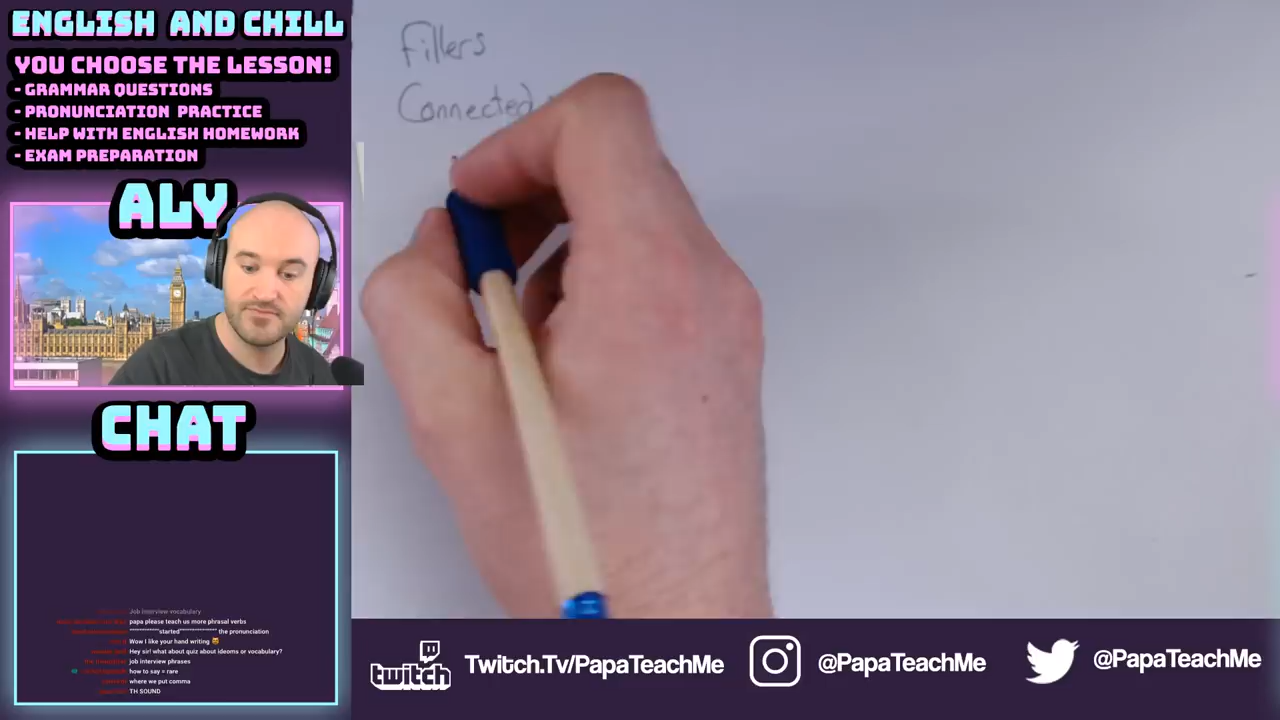 ENGLISH AND CHILL
YOU CHOOSE THE LESSON!
- GRAMMAR QUESTIONS
- PRONUNCIATION PRACTICE
- HELP WITH ENGLISH HOMEWORK
- EXAM PREPARATION
ALY
CHAT
Job interview vocabulary
papa please teach us more phrasal verbs
the pronunciation
Wow I like your hand writing
Hey sir! what about quiz about ideoms or vocabulary?
job interview phrases
how to say = rare
where we put comma
TH SOUND
Fillers
Connected
twitch
Twitch.Tv/PapaTeachMe
@PapaTeachMe
@PapaTeachMe